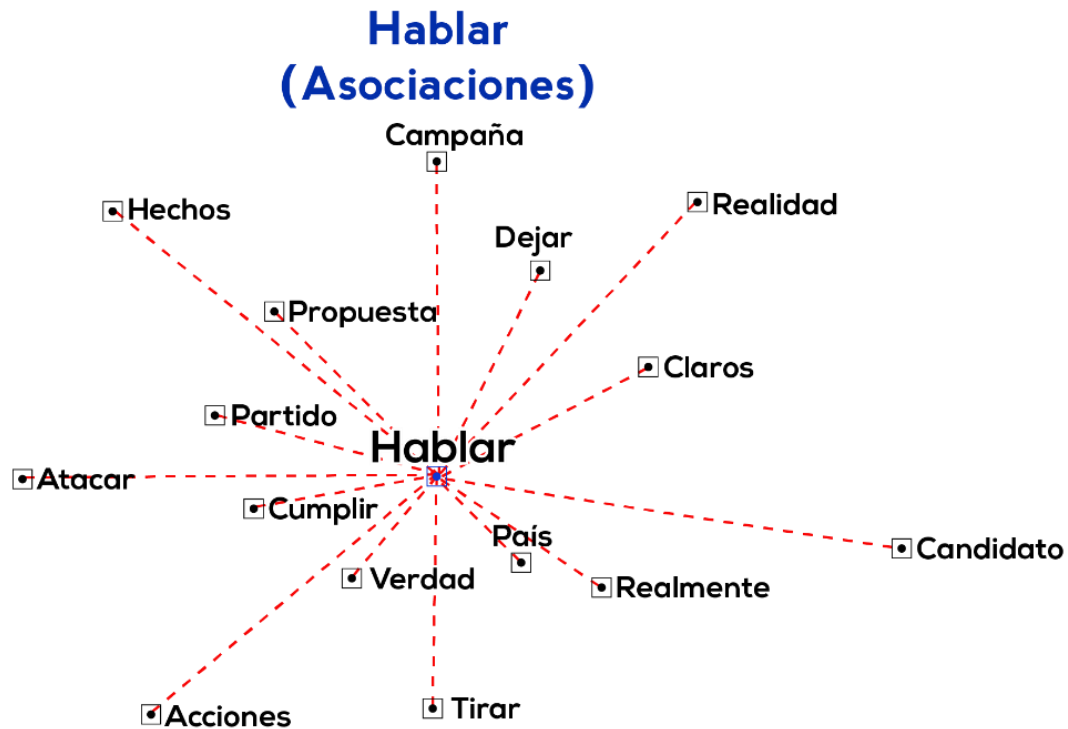 Hablar
(Asociaciones)
Campaña
Hechos
Realidad
Dejar
Propuesta
Claros
Partido
Hablar
Atacar
Cumplir
País
Candidato
Verdad
Realmente
Acciones
Tirar